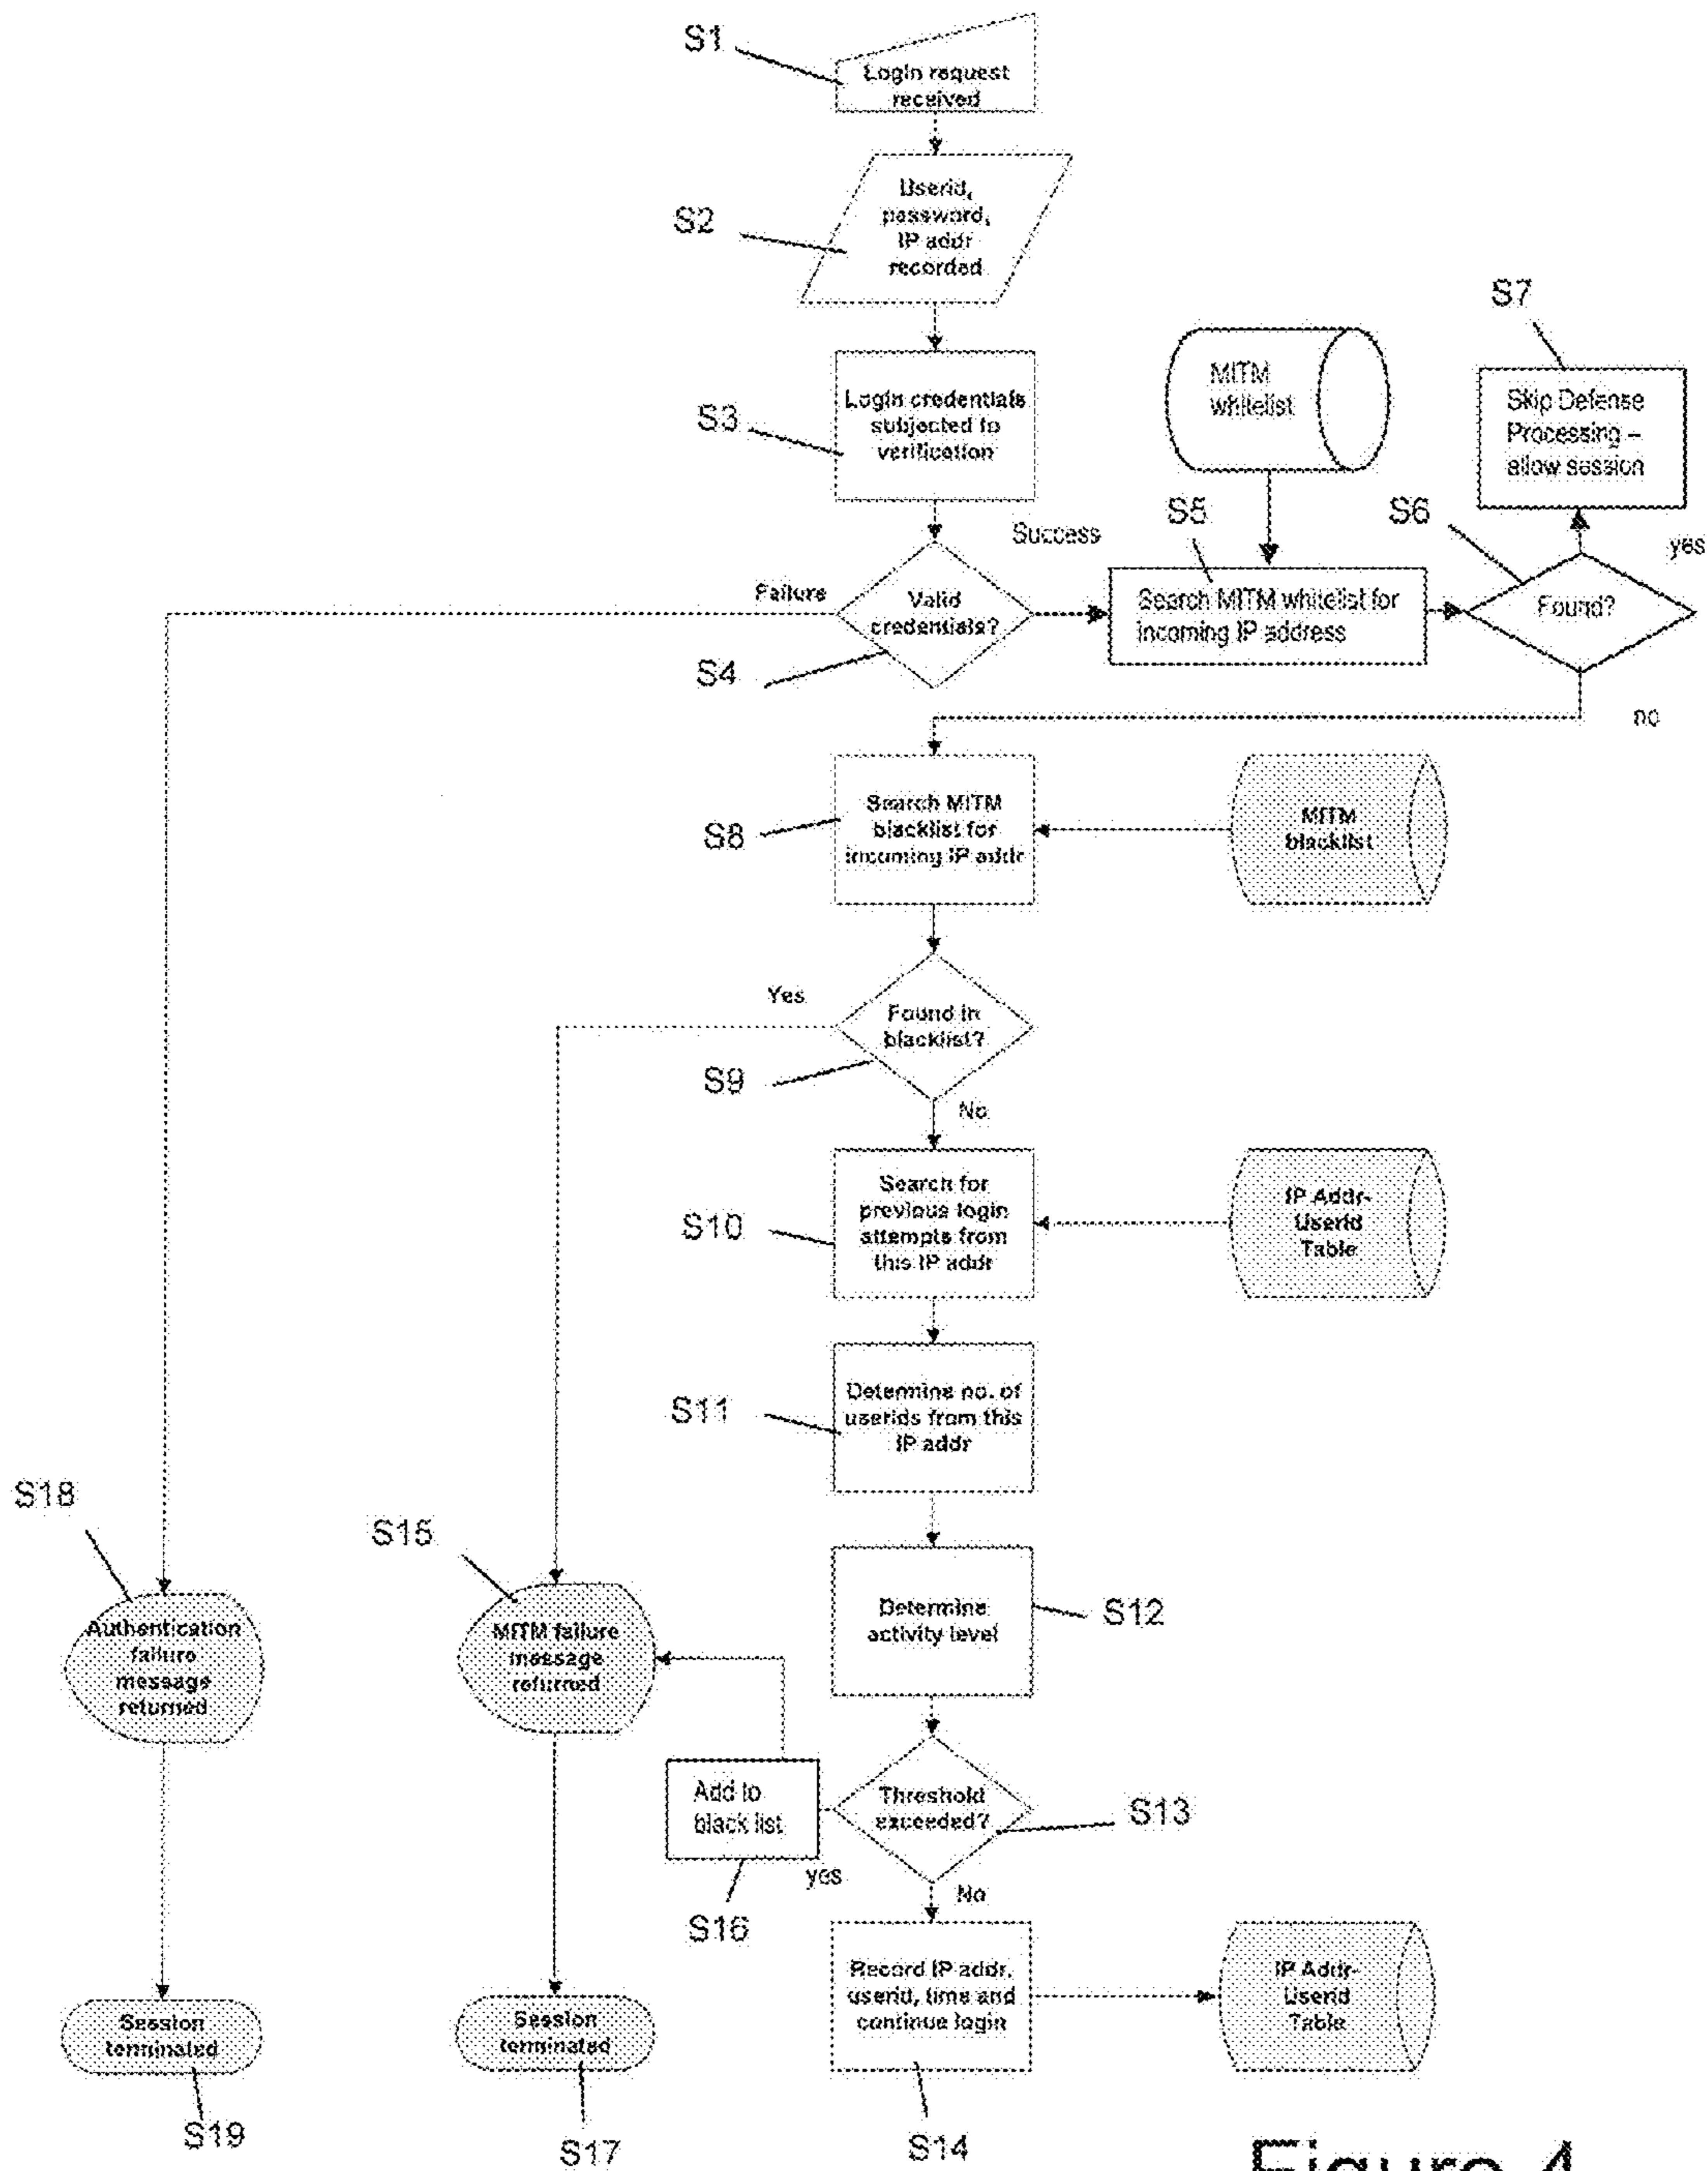 S1
Login request
received
S2
Userid,
password,
IP addr
recorded
S7
S3
Login credentials
subjected to
verification
MITM
whitelist
Skip Defense
Processing –
allow session
S5
S6
Success
yes
Failure
Valid
credentials?
Search MITM whitelist for
incoming IP address
Found?
S4
no
S8
Search MITM
blacklist for
incoming IP addr
MITM
blacklist
Yes
Found in
blacklist?
S9
No
S10
Search for
previous login
attempts from
this IP addr
IP Addr-
UserId
Table
S11
Determine no. of
userids from this
IP addr
S18
S15
Authentication
failure
message
returned
MITM failure
message
returned
Determine
activity level
S12
Add to
black list
Threshold
exceeded?
S13
yes
No
S16
Session
terminated
Session
terminated
Record IP addr,
userid, time and
continue login
IP Addr-
UserId
Table
S19
S17
S14
Figure 4